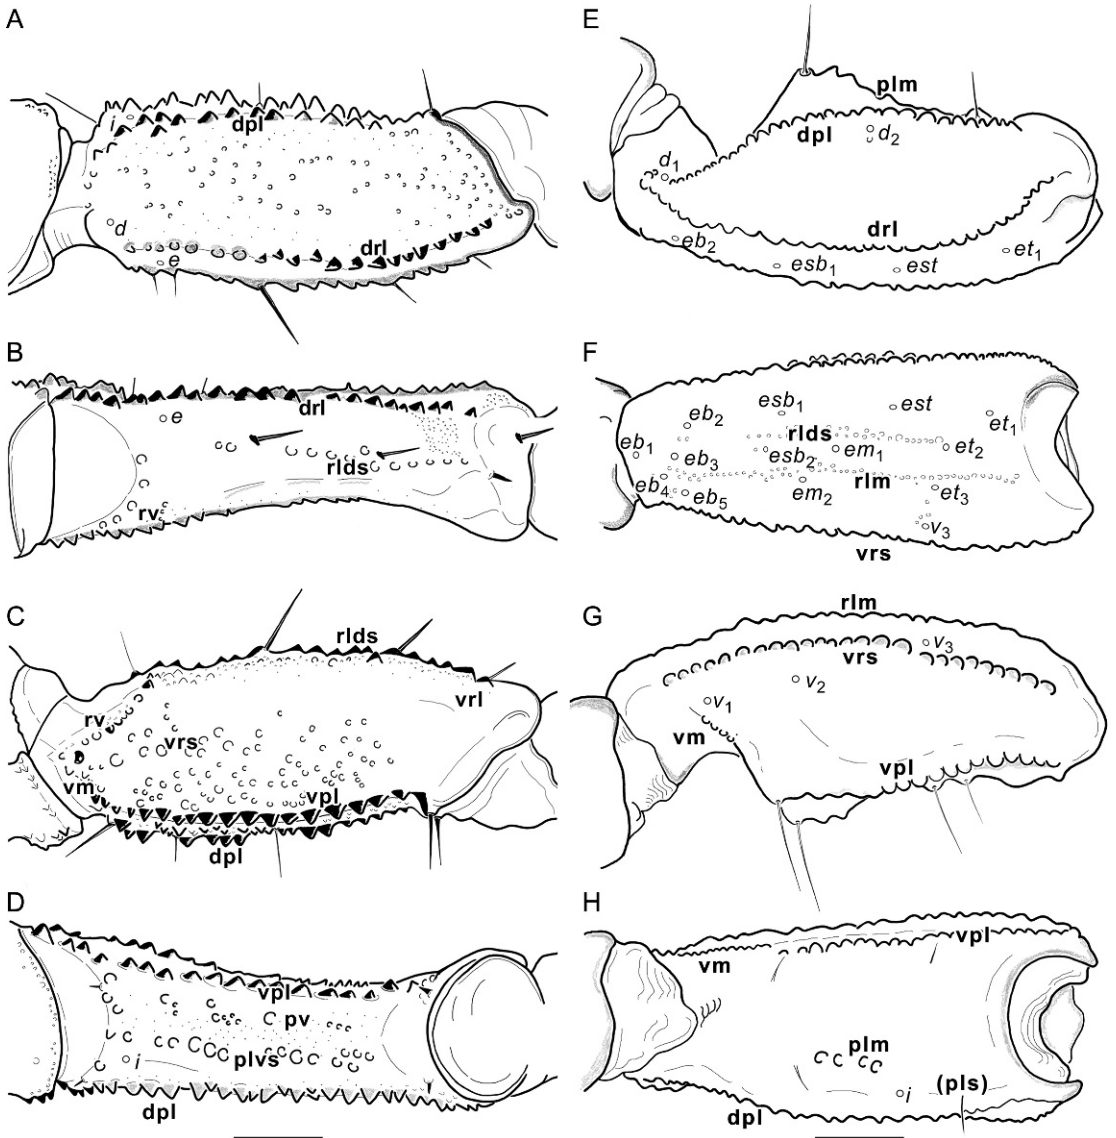 A
dpl
i
d
e
drl
B
e
drl
rlds
rv
C
rlds
rv
vrl
vrs
vm
vpl
dpl
D
vpl
pv
plvs
i
dpl
E
plm
dpl
d2
d1
drl
eb2
esb1
est
et1
F
esb1
est
eb2
et1
rlds
eb1
et2
esb2
em1
eb3
rlm
eb4
eb5
em2
et3
v3
vrs
G
rlm
v3
vrs
v2
v1
vm
vpl
H
vpl
vm
plm
(pls)
i
dpl